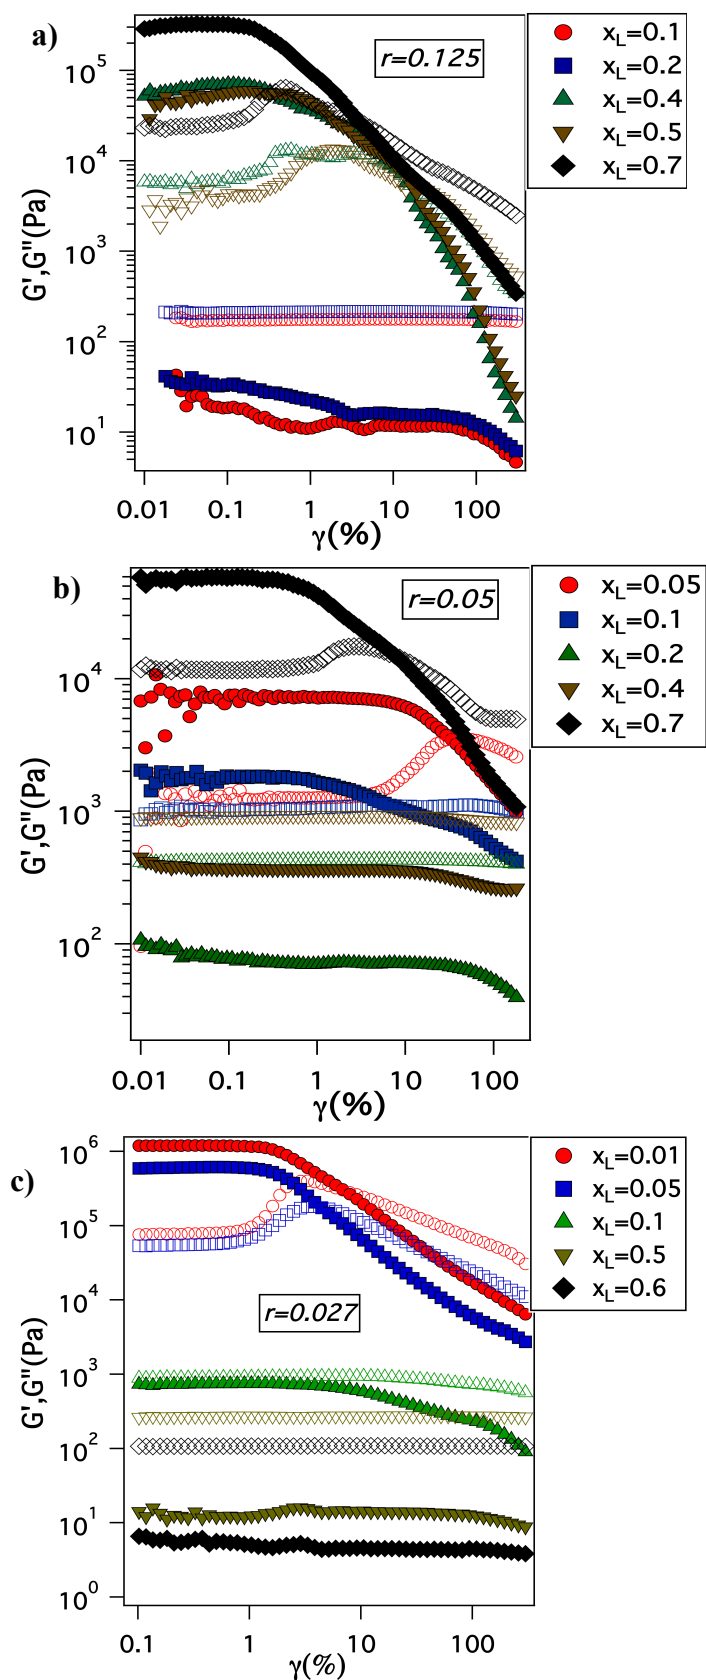 a)
r=0.125
x_L=0.1
x_L=0.2
x_L=0.4
x_L=0.5
x_L=0.7
G',G"(Pa)
10^5
10^4
10^3
10^2
10^1
0.01 0.1 1 10 100
γ(%)
b)
r=0.05
x_L=0.05
x_L=0.1
x_L=0.2
x_L=0.4
x_L=0.7
G',G"(Pa)
10^4
10^3
10^2
0.01 0.1 1 10 100
γ(%)
c)
r=0.027
x_L=0.01
x_L=0.05
x_L=0.1
x_L=0.5
x_L=0.6
G',G"(Pa)
10^6
10^5
10^4
10^3
10^2
10^1
10^0
0.1 1 10 100
γ(%)